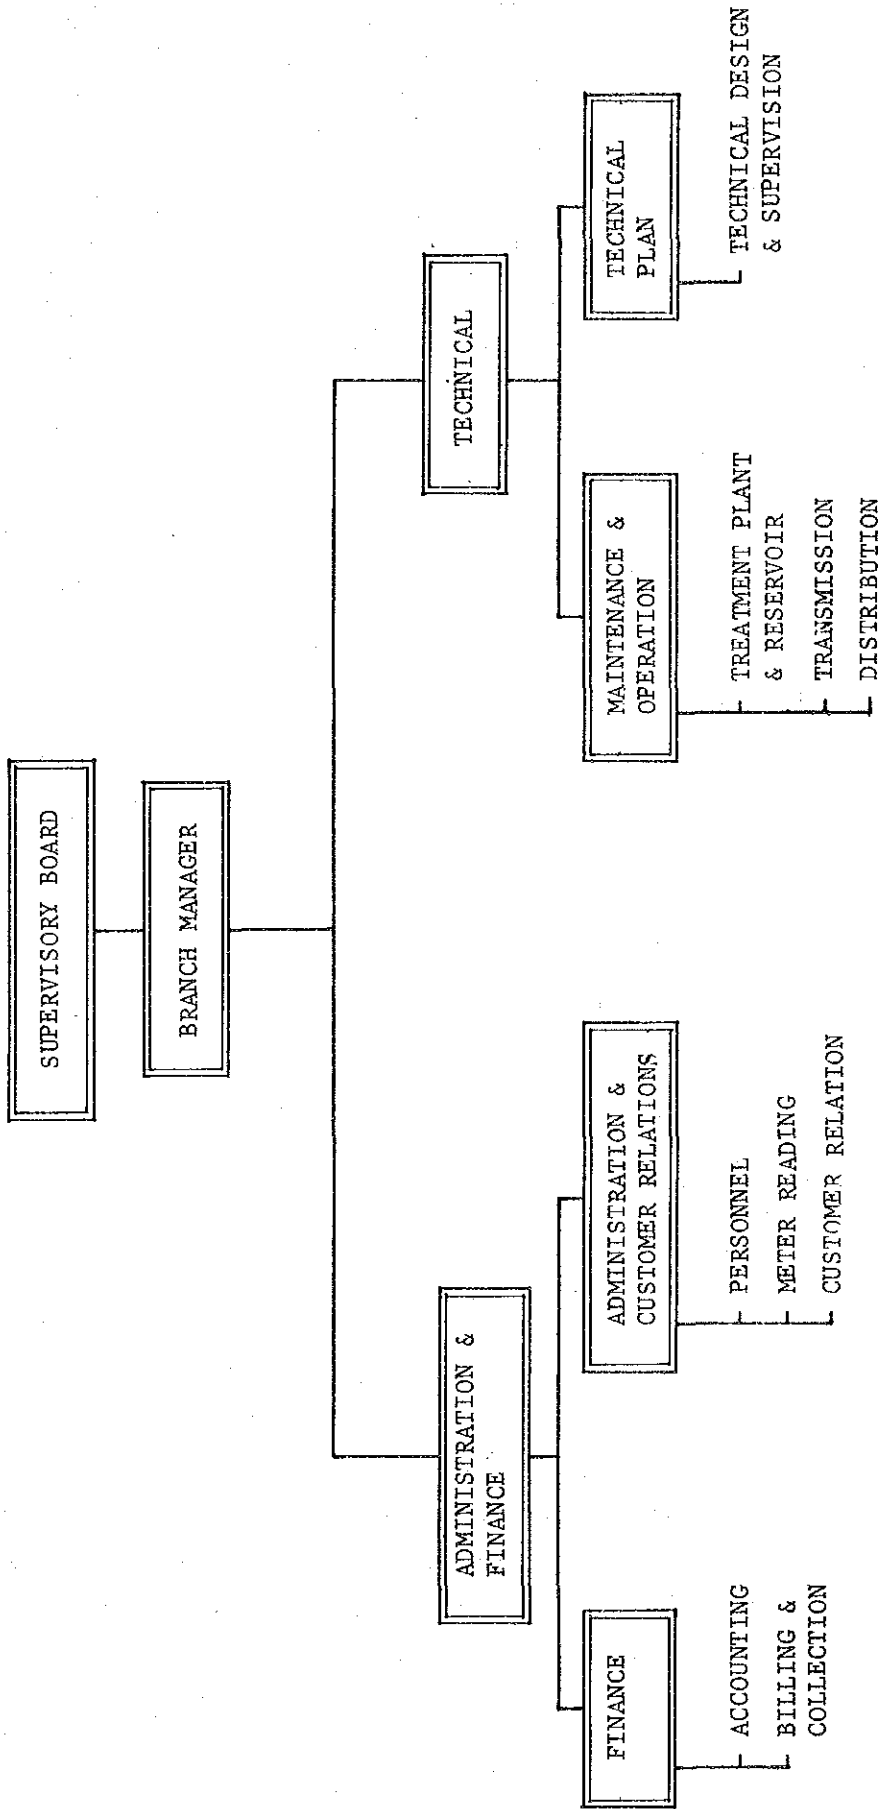 SUPERVISORY BOARD
BRANCH MANAGER
ADMINISTRATION &
FINANCE
TECHNICAL
FINANCE
ACCOUNTING
BILLING &
COLLECTION
ADMINISTRATION &
CUSTOMER RELATIONS
PERSONNEL
METER READING
CUSTOMER RELATION
MAINTENANCE &
OPERATION
TREATMENT PLANT
& RESERVOIR
TRANSMISSION
DISTRIBUTION
TECHNICAL
PLAN
TECHNICAL DESIGN
& SUPERVISION